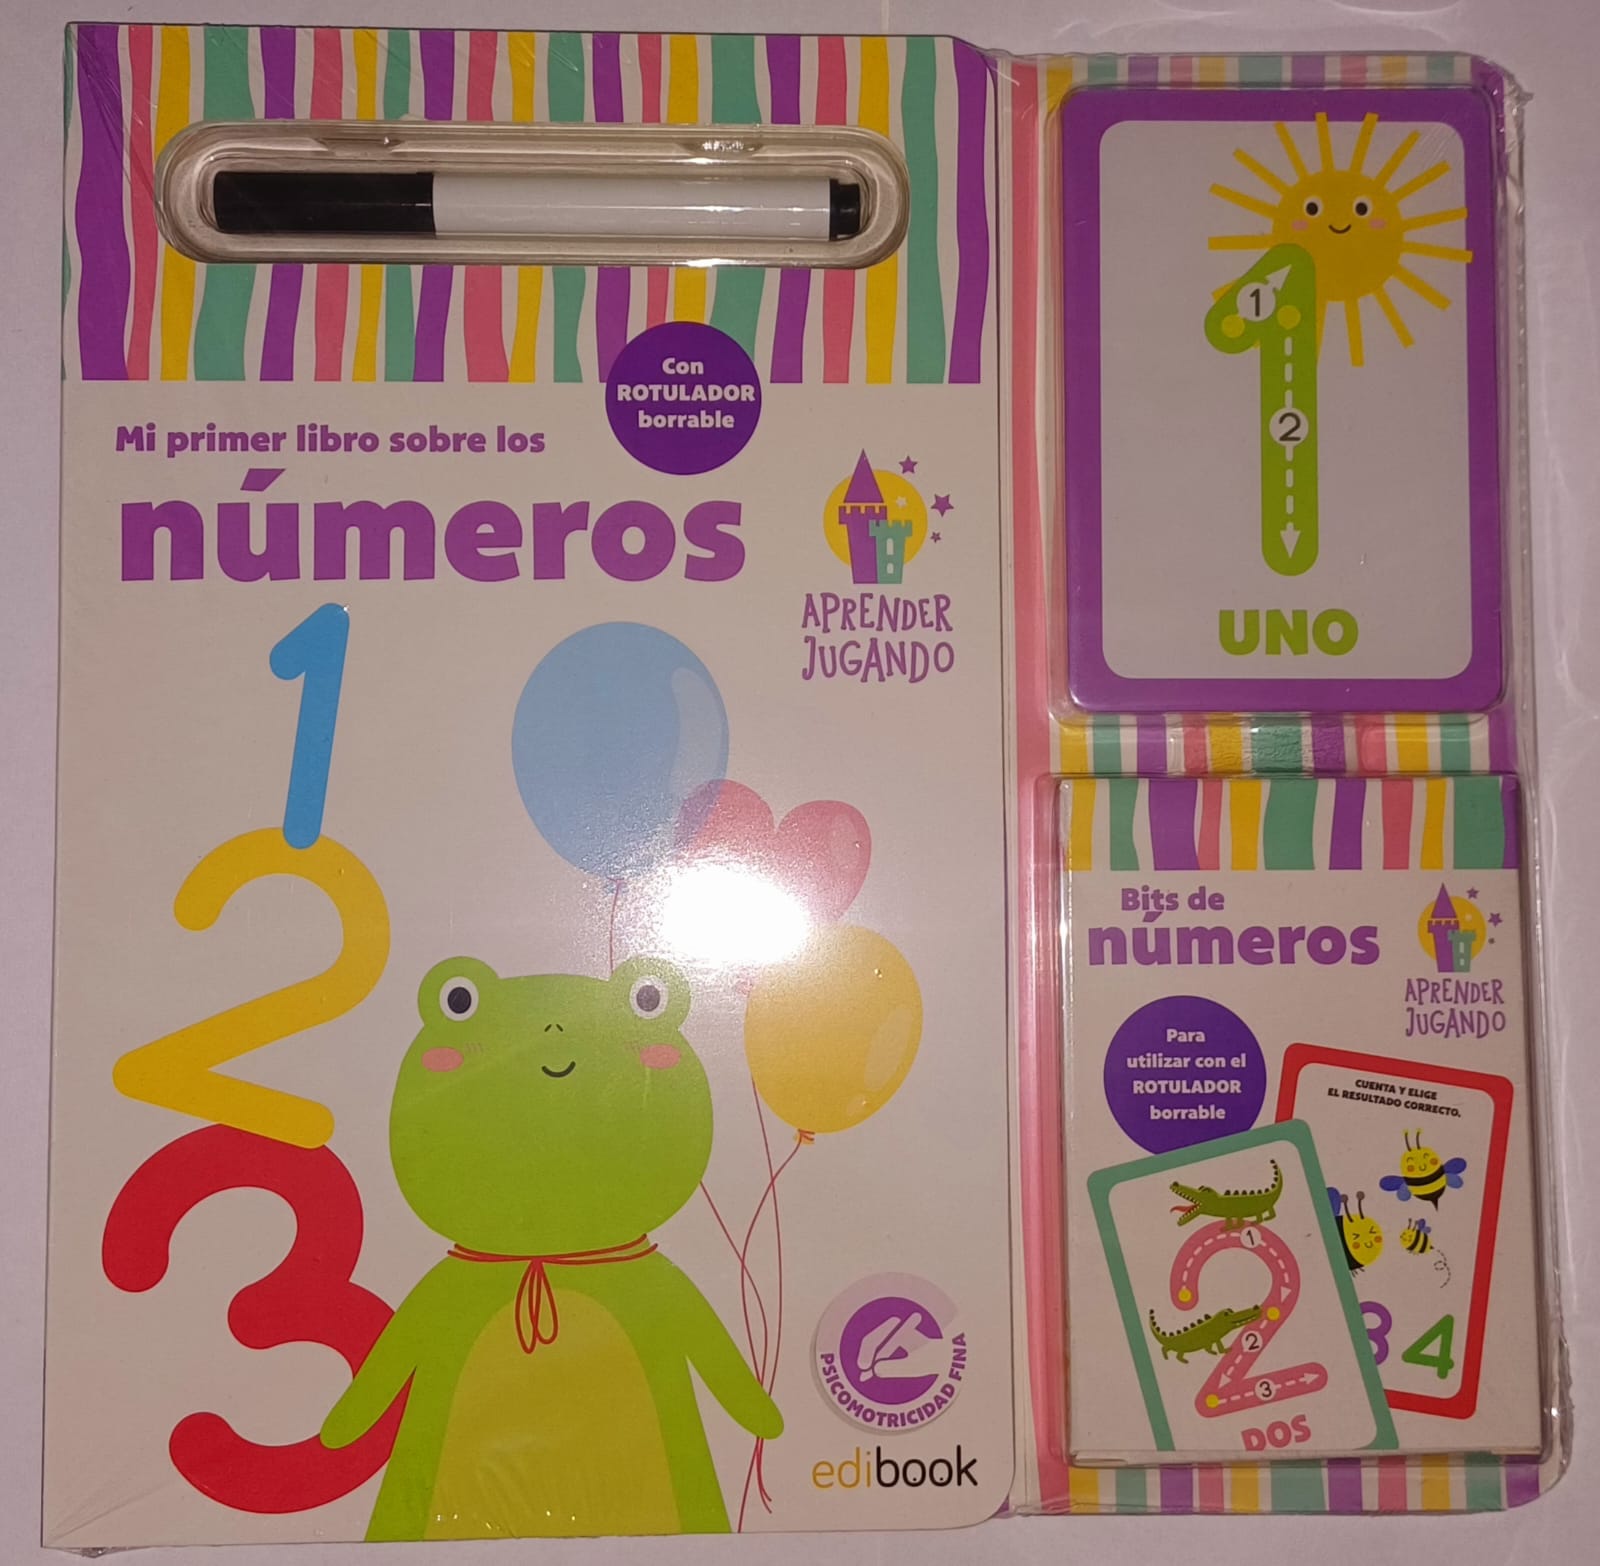 Con
ROTULADOR
borrable
Mi primer libro sobre los
números
APRENDER
JUGANDO
1
2
3
PSICOMOTRICIDAD FINA
edibook
1
2
UNO
Bits de
números
APRENDER
JUGANDO
Para
utilizar con el
ROTULADOR
borrable
CUENTA Y ELIGE
EL RESULTADO CORRECTO.
3 4
1
2
3
DOS